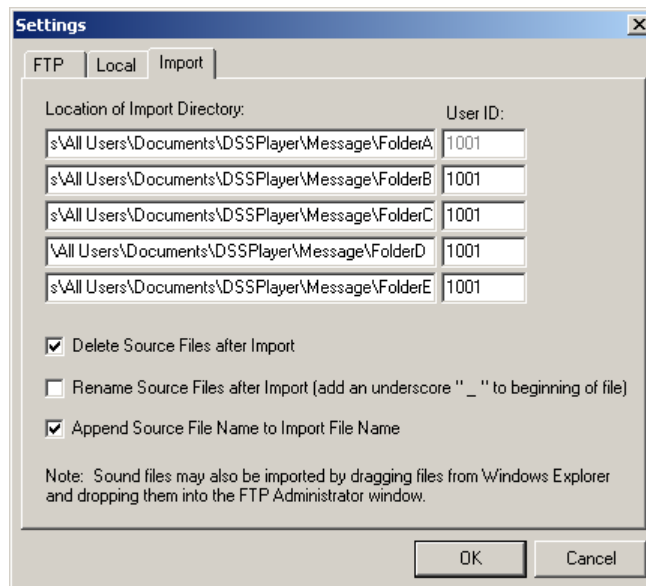 Settings
FTP Local Import
Location of Import Directory: User ID:
s\All Users\Documents\DSSPlayer\Message\FolderA 1001
s\All Users\Documents\DSSPlayer\Message\FolderB 1001
s\All Users\Documents\DSSPlayer\Message\FolderC 1001
\All Users\Documents\DSSPlayer\Message\FolderD 1001
s\All Users\Documents\DSSPlayer\Message\FolderE 1001
Delete Source Files after Import
Rename Source Files after Import (add an underscore " _ " to beginning of file)
Append Source File Name to Import File Name
Note: Sound files may also be imported by dragging files from Windows Explorer
and dropping them into the FTP Administrator window.
OK Cancel